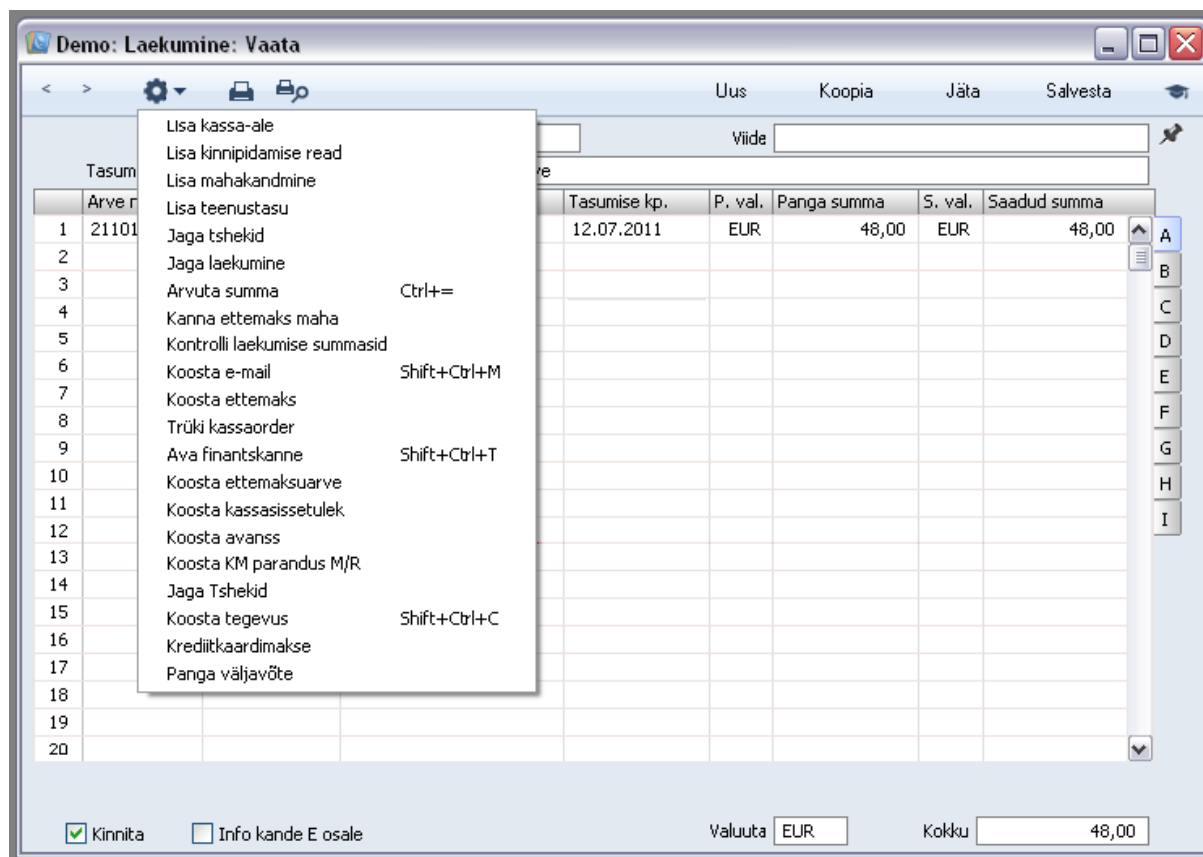 Demo: Laekumine: Vaata
< > Uus Koopia Jäta Salvesta
Viide
Tasum
Arve n Tasumise kp. P. val. Panga summa S. val. Saadud summa
1 21101 12.07.2011 EUR 48,00 EUR 48,00
2
3
4
5
6
7
8
9
10
11
12
13
14
15
16
17
18
19
20
Lisa kassa-ale
Lisa kinnipidamise read
Lisa mahakandmine
Lisa teenustasu
Jaga tshekid
Jaga laekumine
Arvuta summa Ctrl+=
Kanna ettemaks maha
Kontrolli laekumise summasid
Koosta e-mail Shift+Ctrl+M
Koosta ettemaks
Trüki kassaorder
Ava finantskanne Shift+Ctrl+T
Koosta ettemaksuarve
Koosta kassasissetulek
Koosta avanss
Koosta KM parandus M/R
Jaga Tshekid
Koosta tegevus Shift+Ctrl+C
Krediitkaardimakse
Panga väljavõte
A
B
C
D
E
F
G
H
I
Kinnita Info kande E osale Valuuta EUR Kokku 48,00